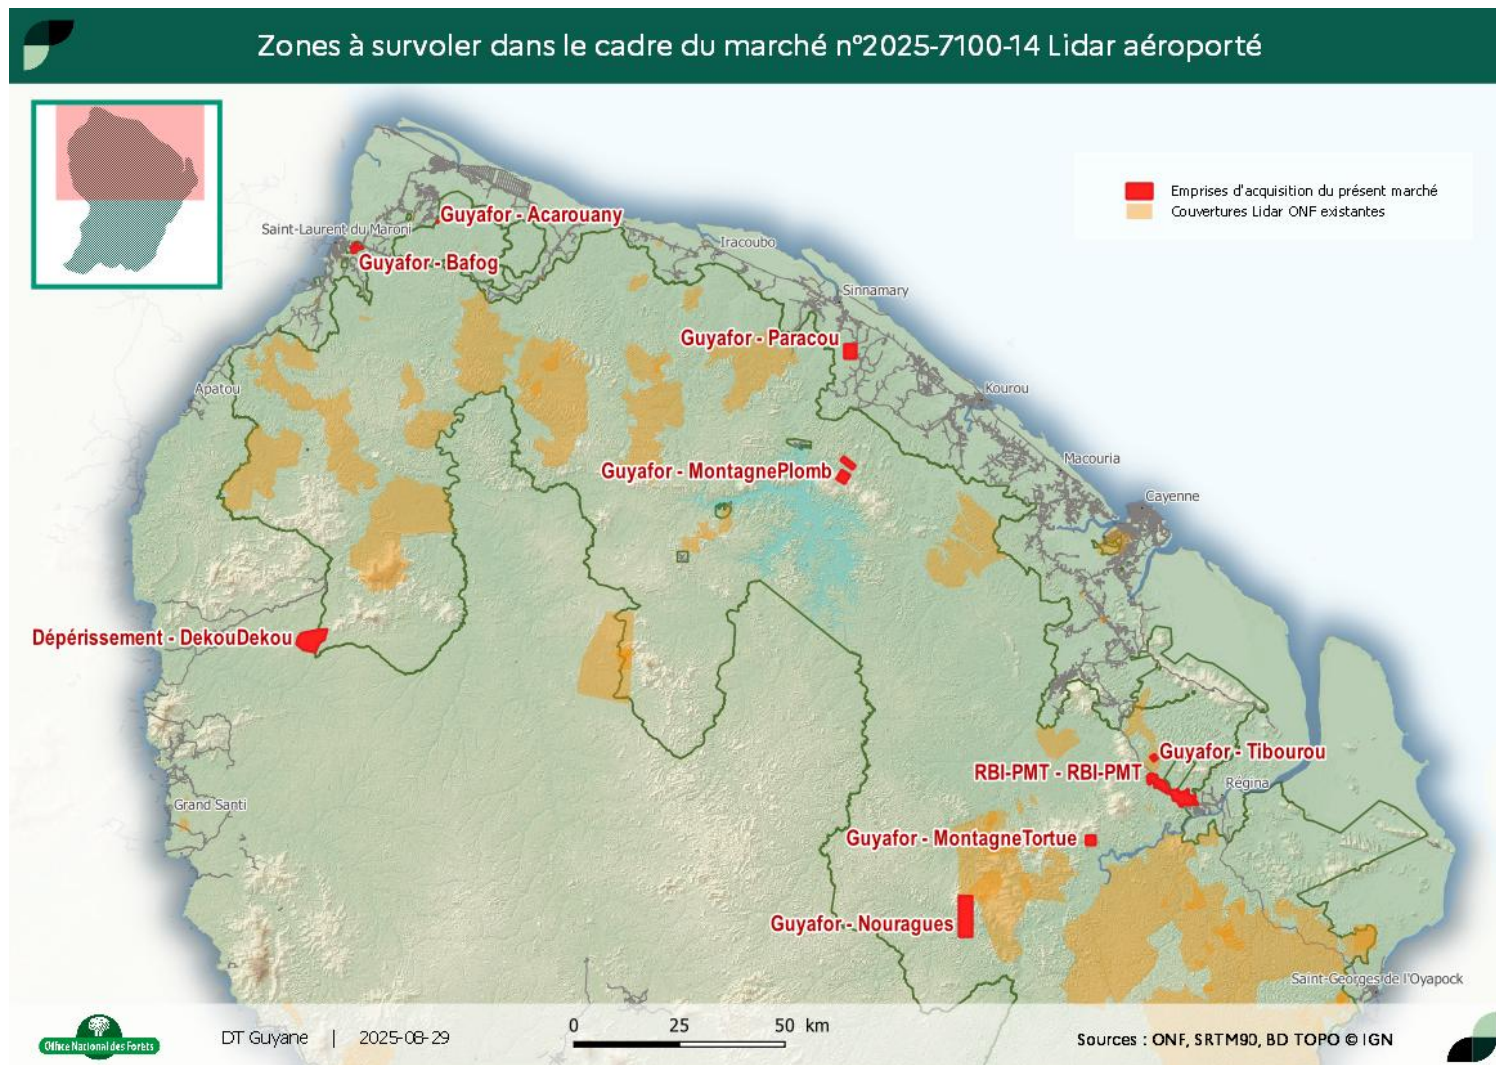 Zones à survoler dans le cadre du marché n°2025-7100-14 Lidar aéroporté
Emprises d'acquisition du présent marché
Couvertures Lidar ONF existantes
Guyafor - Acarouany
Saint-Laurent du Maroni
Iracoubo
Guyafor - Bafog
Sinnamary
Guyafor - Paracou
Apatou
Kourou
Macouria
Guyafor - MontagnePlomb
Cayenne
Dépérissement - DekouDekou
Guyafor - Tibourou
RBI-PMT - RBI-PMT
Régina
Grand Santi
Guyafor - MontagneTortue
Guyafor - Nouragues
Saint-Georges de l'Oyapock
0 25 50 km
Office National des Forêts
DT Guyane | 2025-08-29
Sources : ONF, SRTM90, BD TOPO © IGN